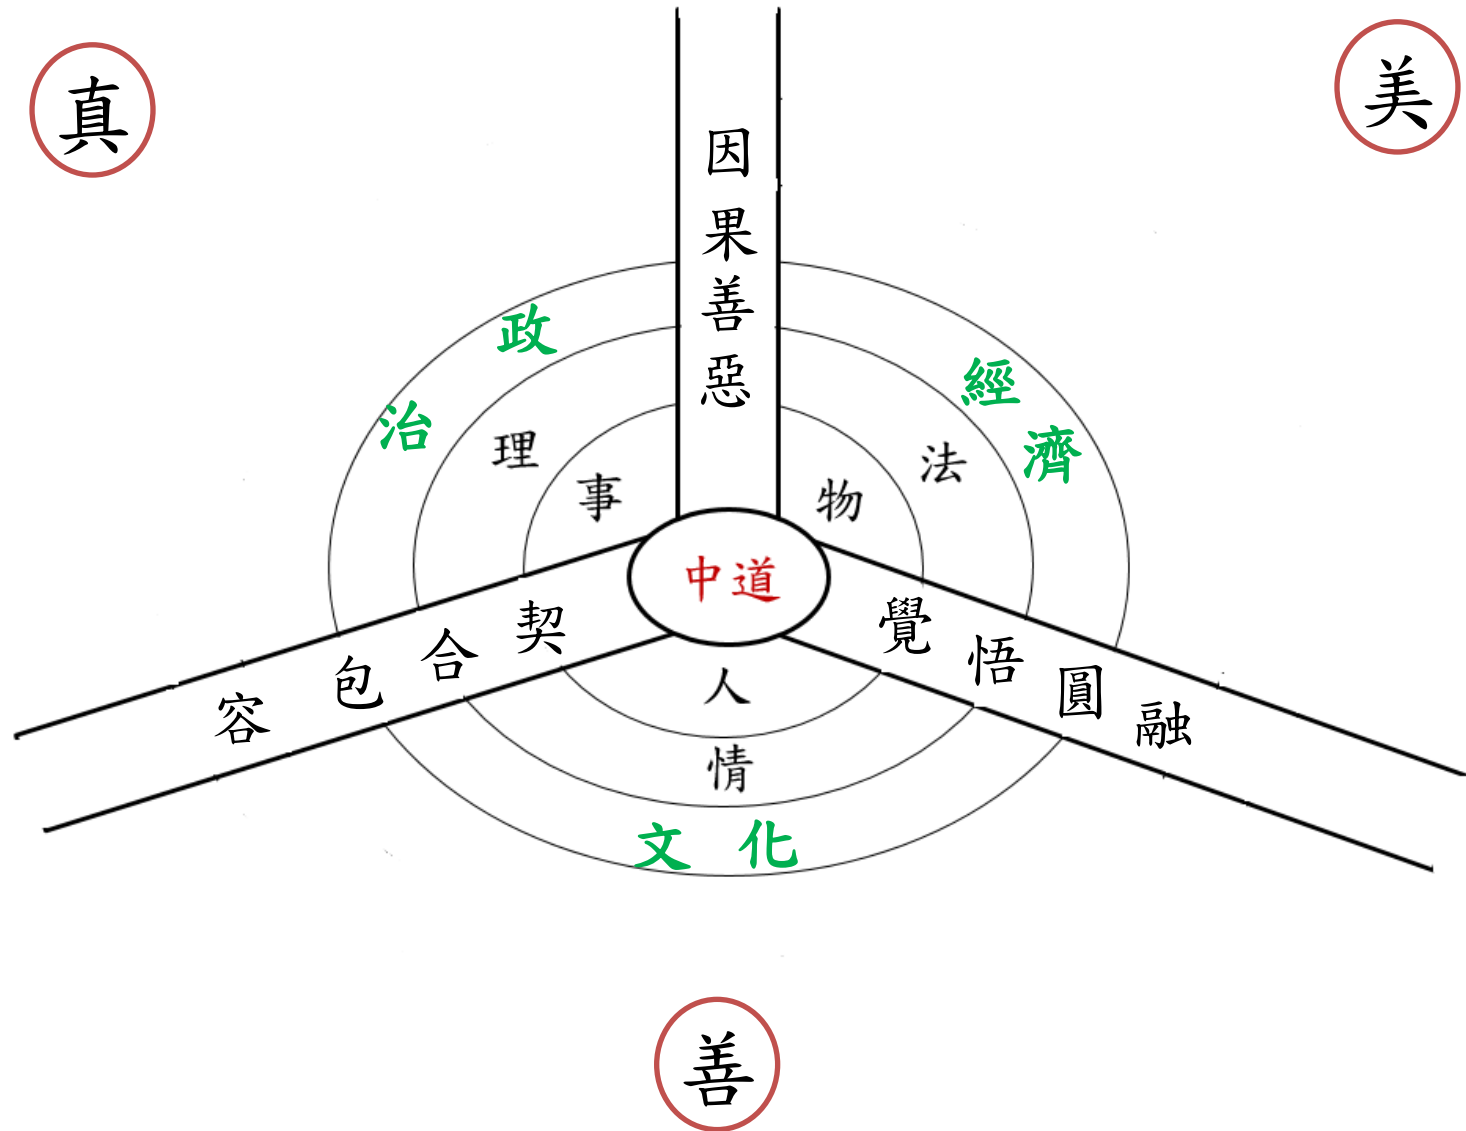 真
美
因果善惡
政治
經濟
理
事
法
物
中道
契合包容
覺悟圓融
人
情
文化
善